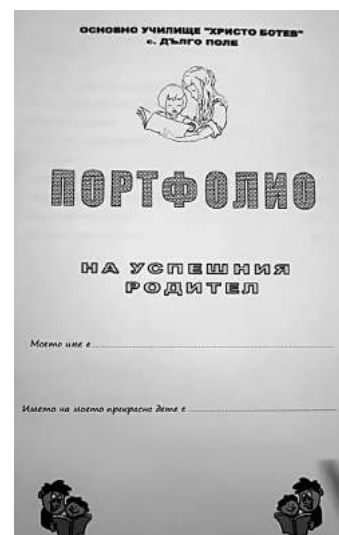 ОСНОВНО УЧИЛИЩЕ "ХРИСТО БОТЕВ"
с. ДЪЛГО ПОЛЕ
ПОРТФОЛИО
НА УСПЕШНИЯ
РОДИТЕЛ
Моето име е
Името на моето прекрасно дете е